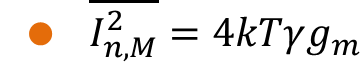 • $\overline{I_{n,M}^2} = 4kT\gamma g_m$